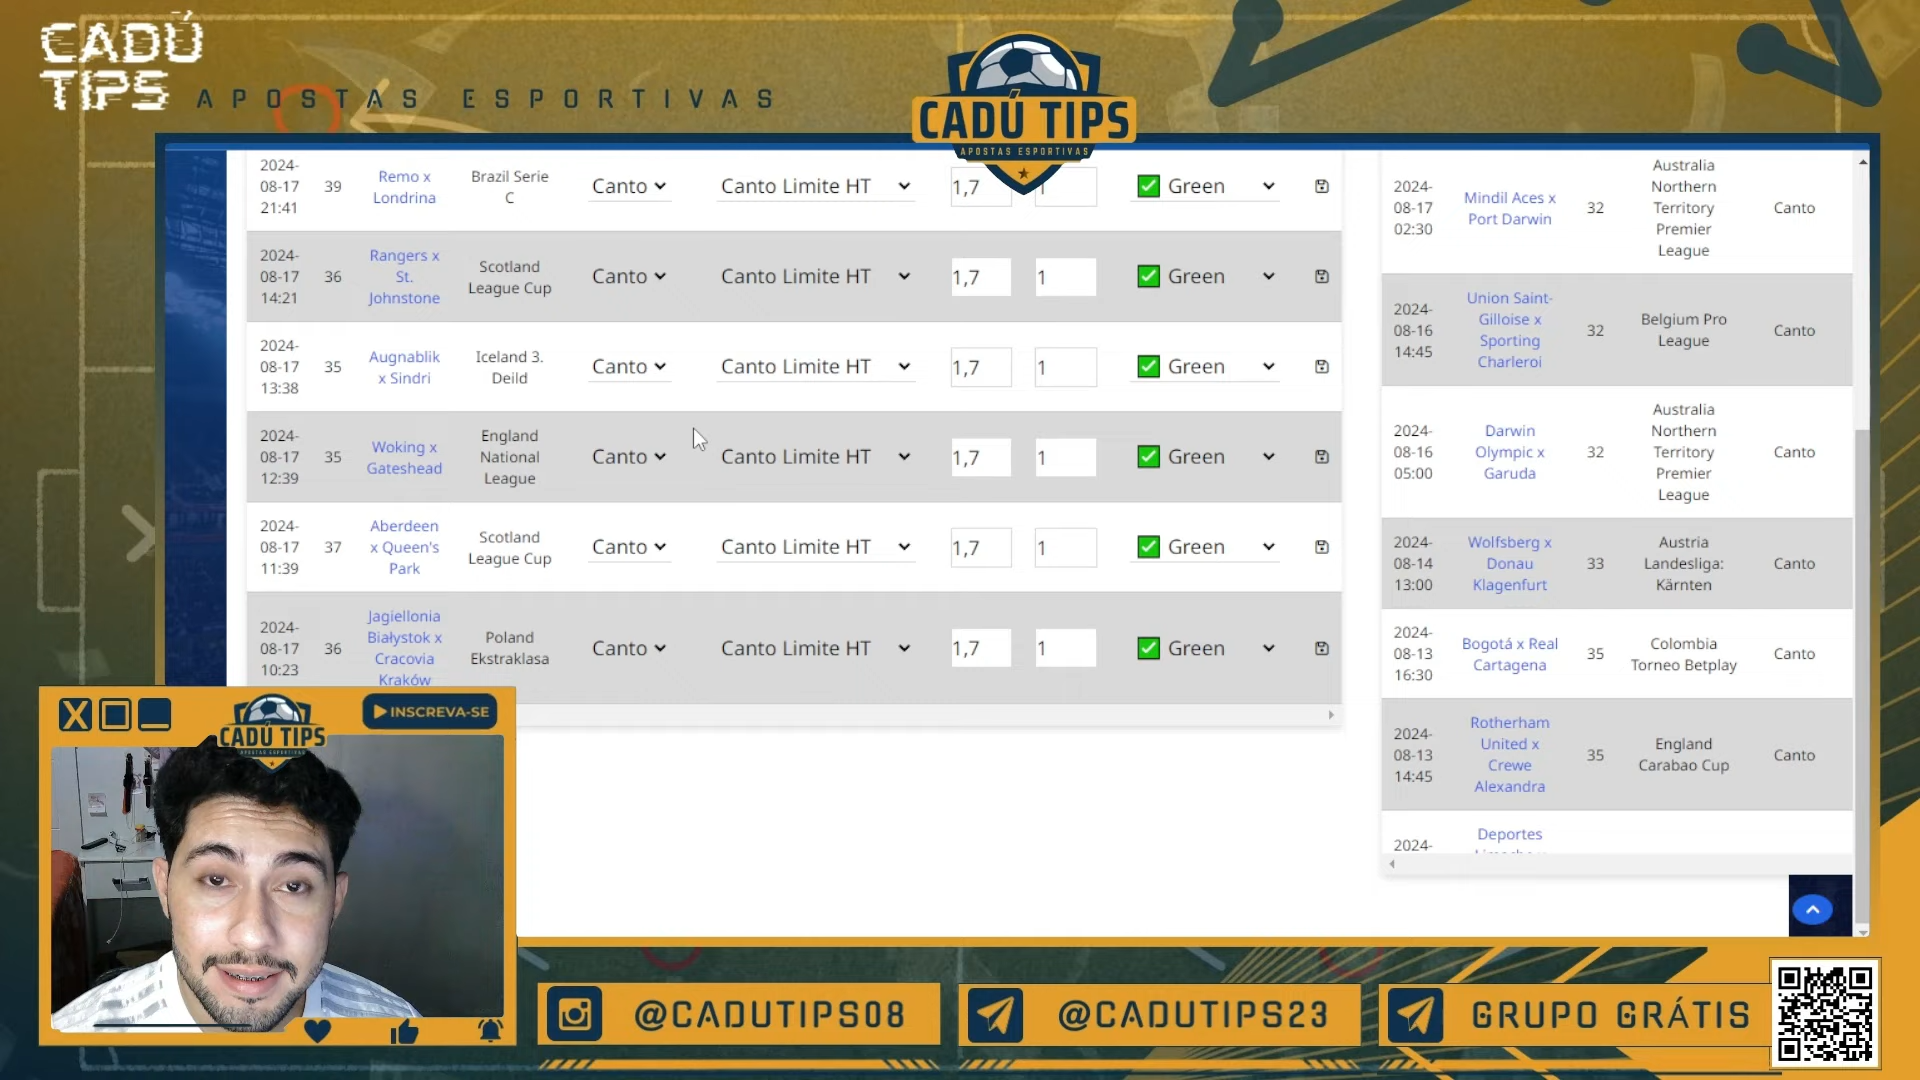 CADÚ
TIPS
APOSTAS ESPORTIVAS
CADÚ TIPS
APOSTAS ESPORTIVAS
2024-
08-17
21:41
39
Remo x
Londrina
Brazil Serie
C
Canto
Canto Limite HT
1,7
1
Green
2024-
08-17
14:21
36
Rangers x
St.
Johnstone
Scotland
League Cup
Canto
Canto Limite HT
1,7
1
Green
2024-
08-17
13:38
35
Augnablik
x Sindri
Iceland 3.
Deild
Canto
Canto Limite HT
1,7
1
Green
2024-
08-17
12:39
35
Woking x
Gateshead
England
National
League
Canto
Canto Limite HT
1,7
1
Green
2024-
08-17
11:39
37
Aberdeen
x Queen's
Park
Scotland
League Cup
Canto
Canto Limite HT
1,7
1
Green
2024-
08-17
10:23
36
Jagiellonia
Białystok x
Cracovia
Kraków
Poland
Ekstraklasa
Canto
Canto Limite HT
1,7
1
Green
2024-
08-17
02:30
Mindil Aces x
Port Darwin
32
Australia
Northern
Territory
Premier
League
Canto
2024-
08-16
14:45
Union Saint-
Gilloise x
Sporting
Charleroi
32
Belgium Pro
League
Canto
2024-
08-16
05:00
Darwin
Olympic x
Garuda
32
Australia
Northern
Territory
Premier
League
Canto
2024-
08-14
13:00
Wolfsberg x
Donau
Klagenfurt
33
Austria
Landesliga:
Kärnten
Canto
2024-
08-13
16:30
Bogotá x Real
Cartagena
35
Colombia
Torneo Betplay
Canto
2024-
08-13
14:45
Rotherham
United x
Crewe
Alexandra
35
England
Carabao Cup
Canto
2024-
Deportes
X
CADÚ TIPS
APOSTAS ESPORTIVAS
INSCREVA-SE
@CADUTIPS08
@CADUTIPS23
GRUPO GRÁTIS